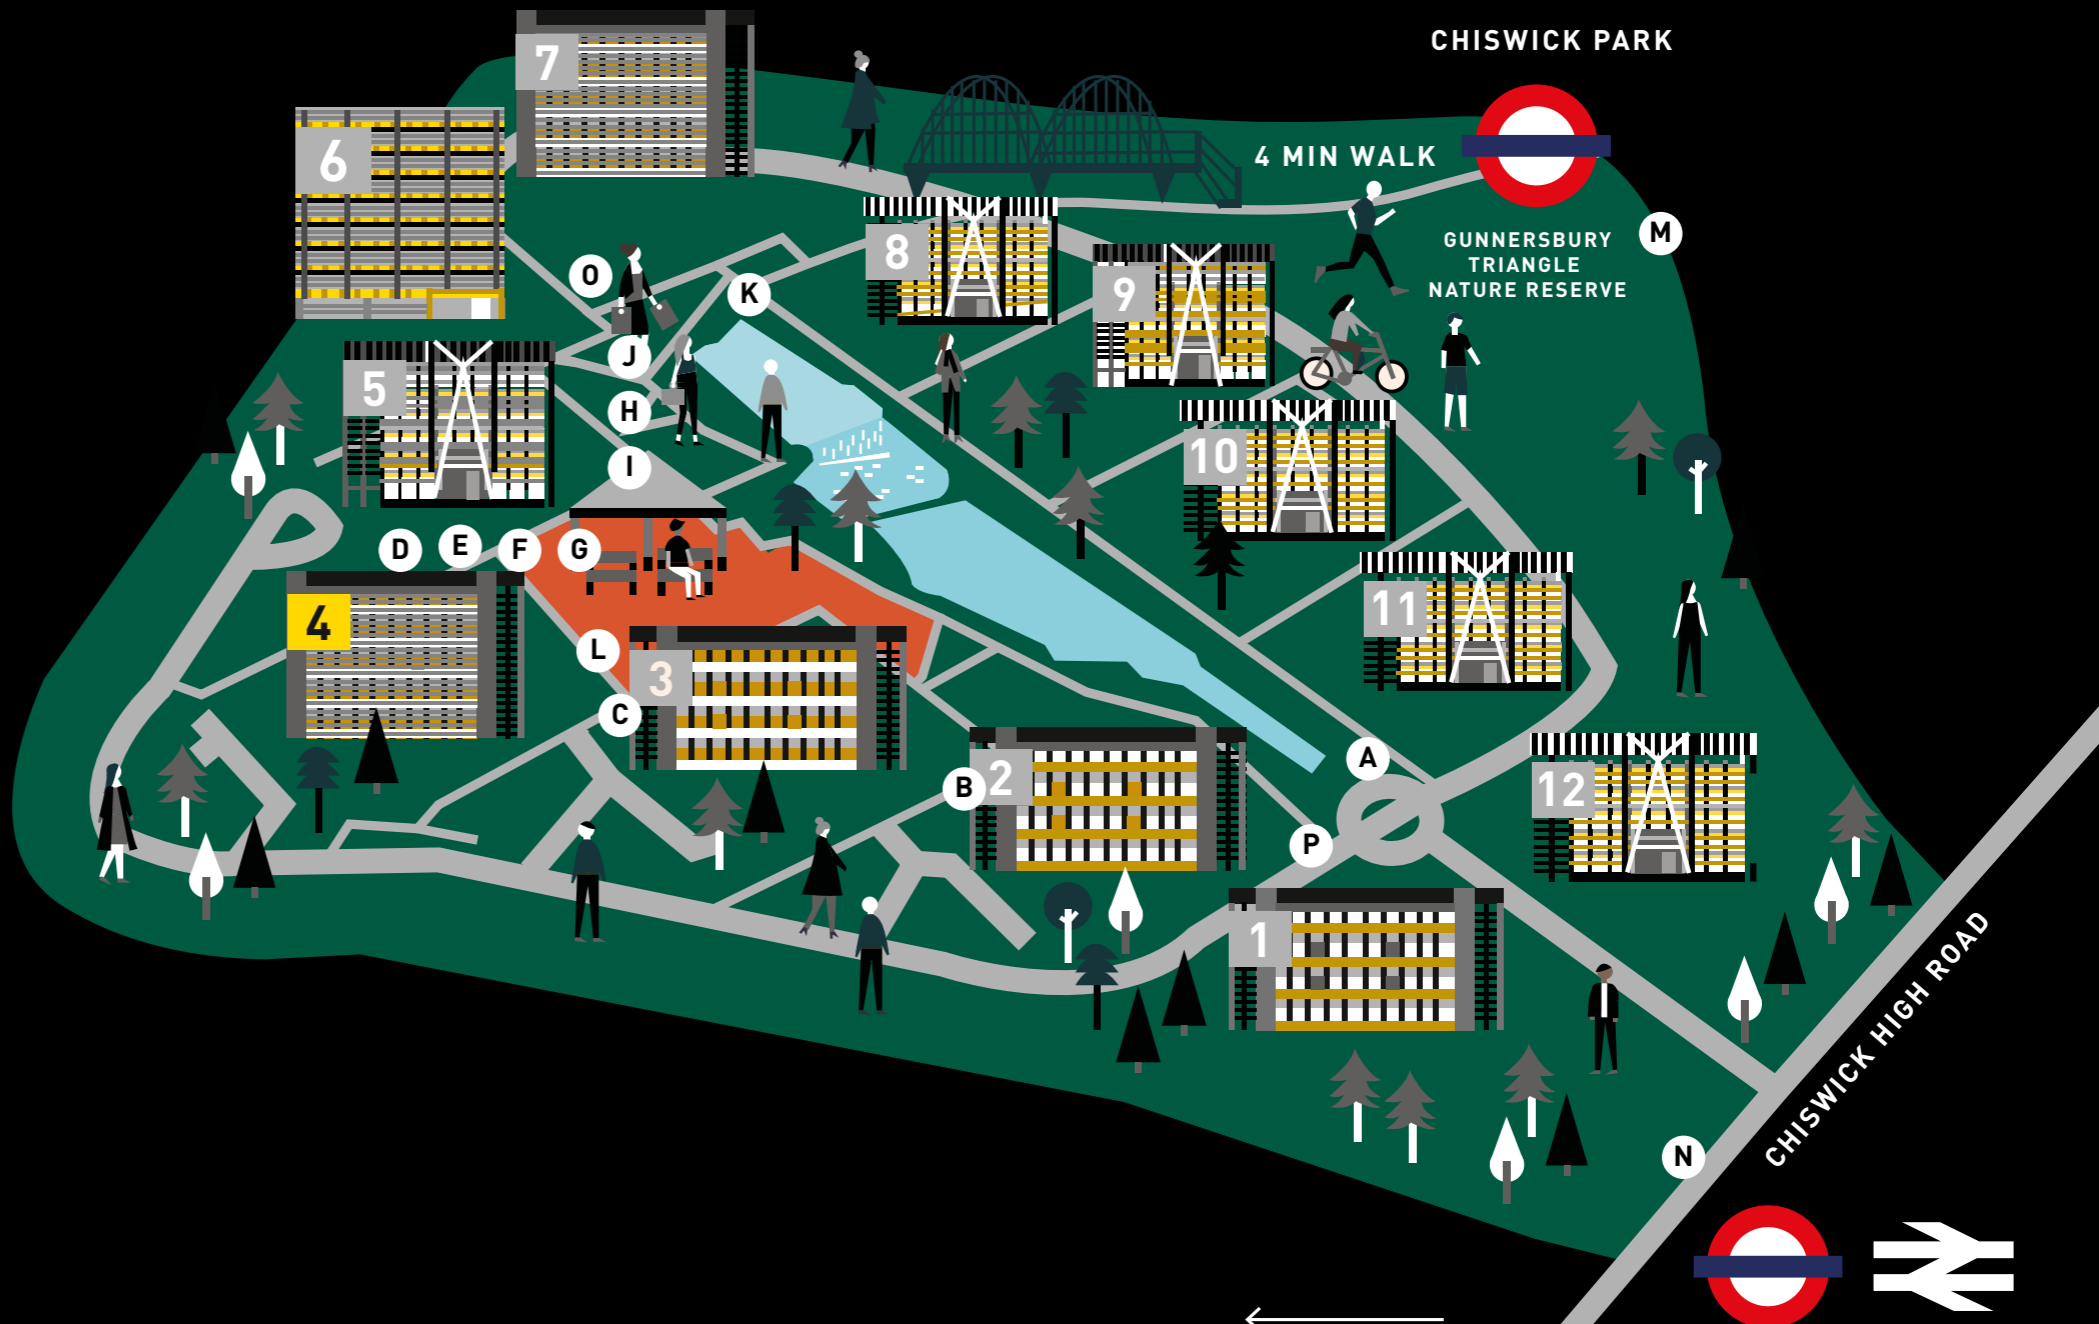 CHISWICK PARK
7
4 MIN WALK
6
M
GUNNERSBURY
TRIANGLE
NATURE RESERVE
8
O
K
9
J
5
H
10
I
D
E
F
G
11
4
L
3
C
A
2
B
12
P
1
CHISWICK HIGH ROAD
N